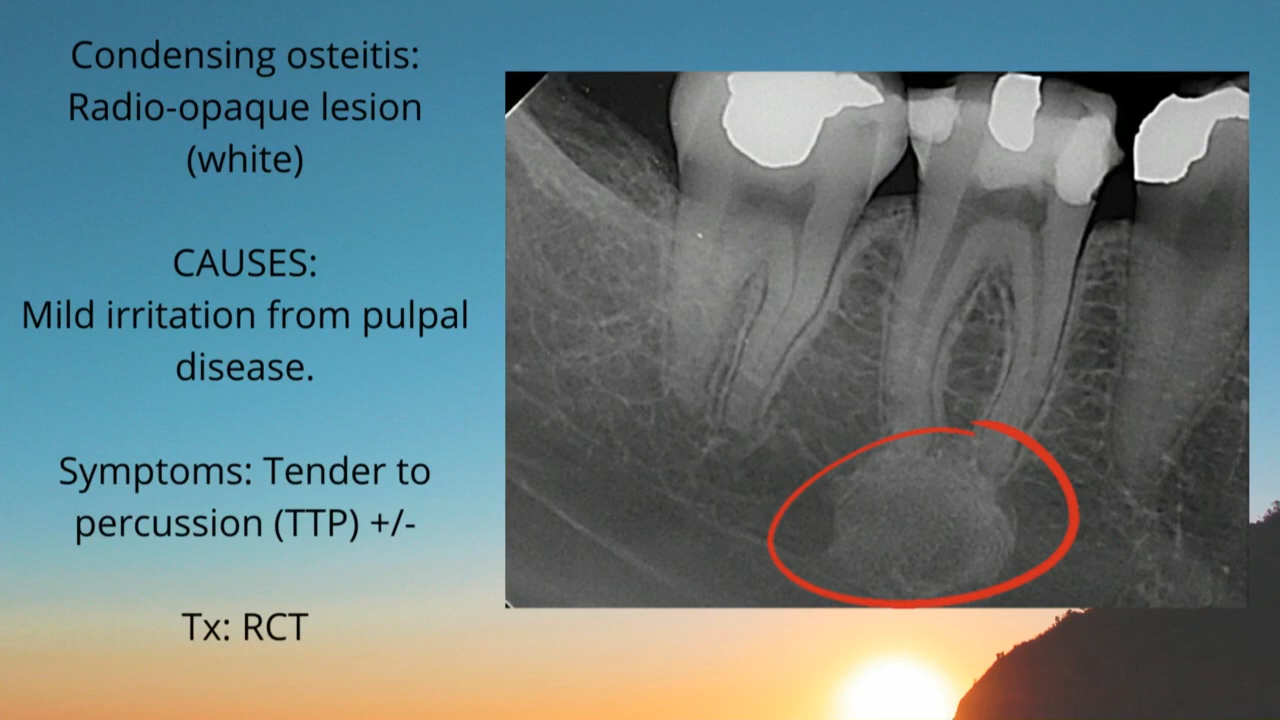 Condensing osteitis:
Radio-opaque lesion
(white)
CAUSES:
Mild irritation from pulpal
disease.
Symptoms: Tender to
percussion (TTP) +/-
Tx: RCT